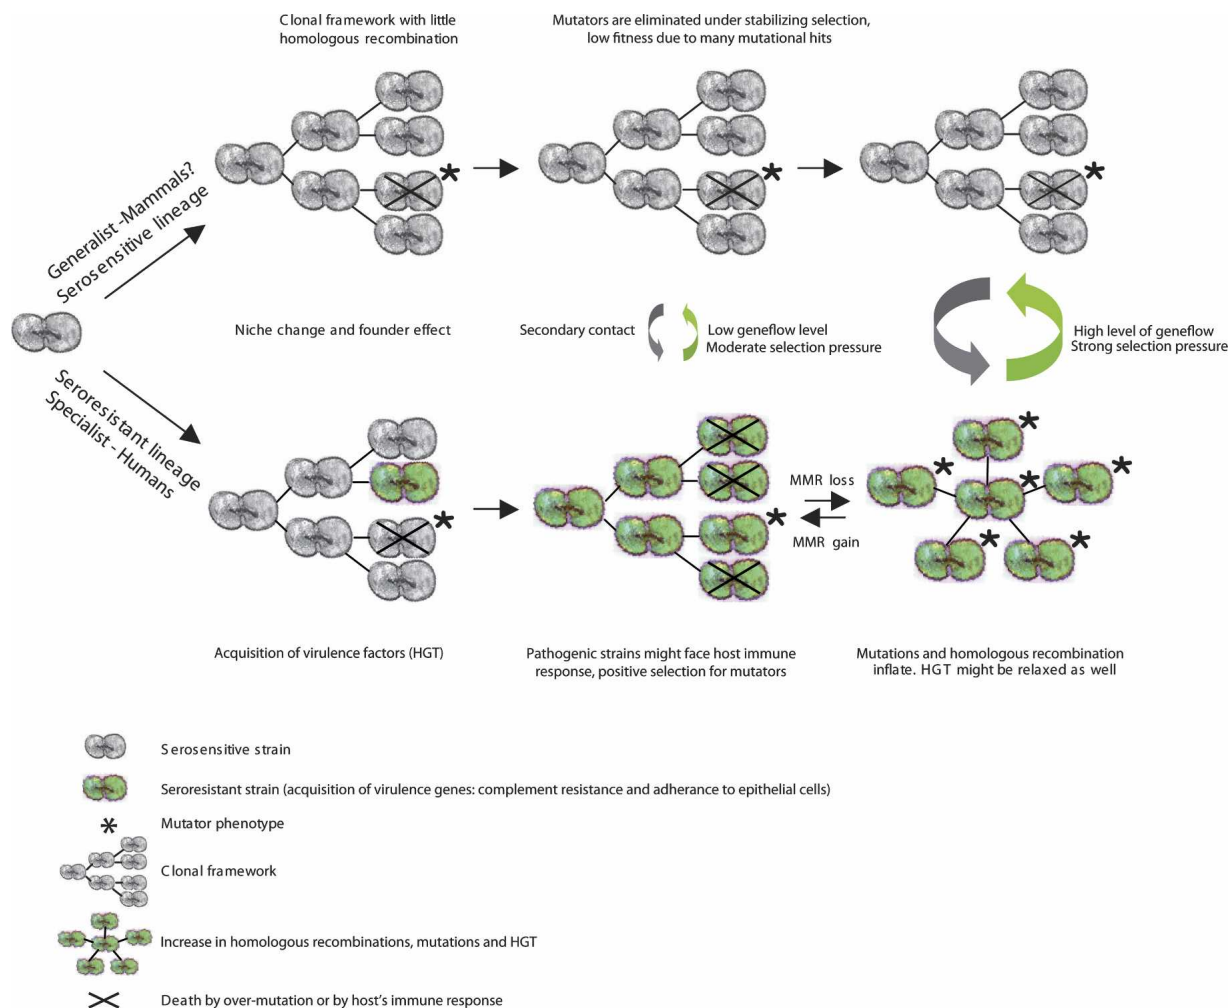 Clonal framework with little
homologous recombination
Mutators are eliminated under stabilizing selection,
low fitness due to many mutational hits
*
*
*
Generalist -Mammals?
Serosensitive lineage
Niche change and founder effect
Secondary contact
Low geneflow level
Moderate selection pressure
High level of geneflow
Strong selection pressure
Seroresistant lineage
Specialist - Humans
*
*
MMR loss
MMR gain
*
*
*
*
*
*
Acquisition of virulence factors (HGT)
Pathogenic strains might face host immune
response, positive selection for mutators
Mutations and homologous recombination
inflate. HGT might be relaxed as well
Serosensitive strain
Seroresistant strain (acquisition of virulence genes: complement resistance and adherance to epithelial cells)
* Mutator phenotype
Clonal framework
Increase in homologous recombinations, mutations and HGT
Death by over-mutation or by host's immune response